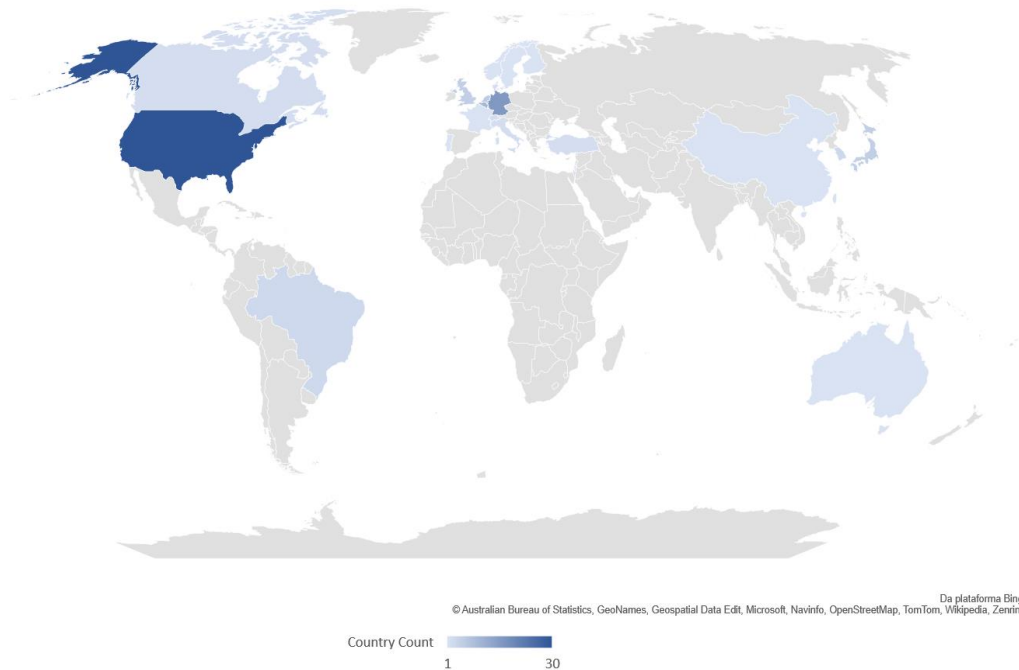 Da plataforma Bing
© Australian Bureau of Statistics, GeoNames, Geospatial Data Edit, Microsoft, Navinfo, OpenStreetMap, TomTom, Wikipedia, Zenrin
Country Count
1 30